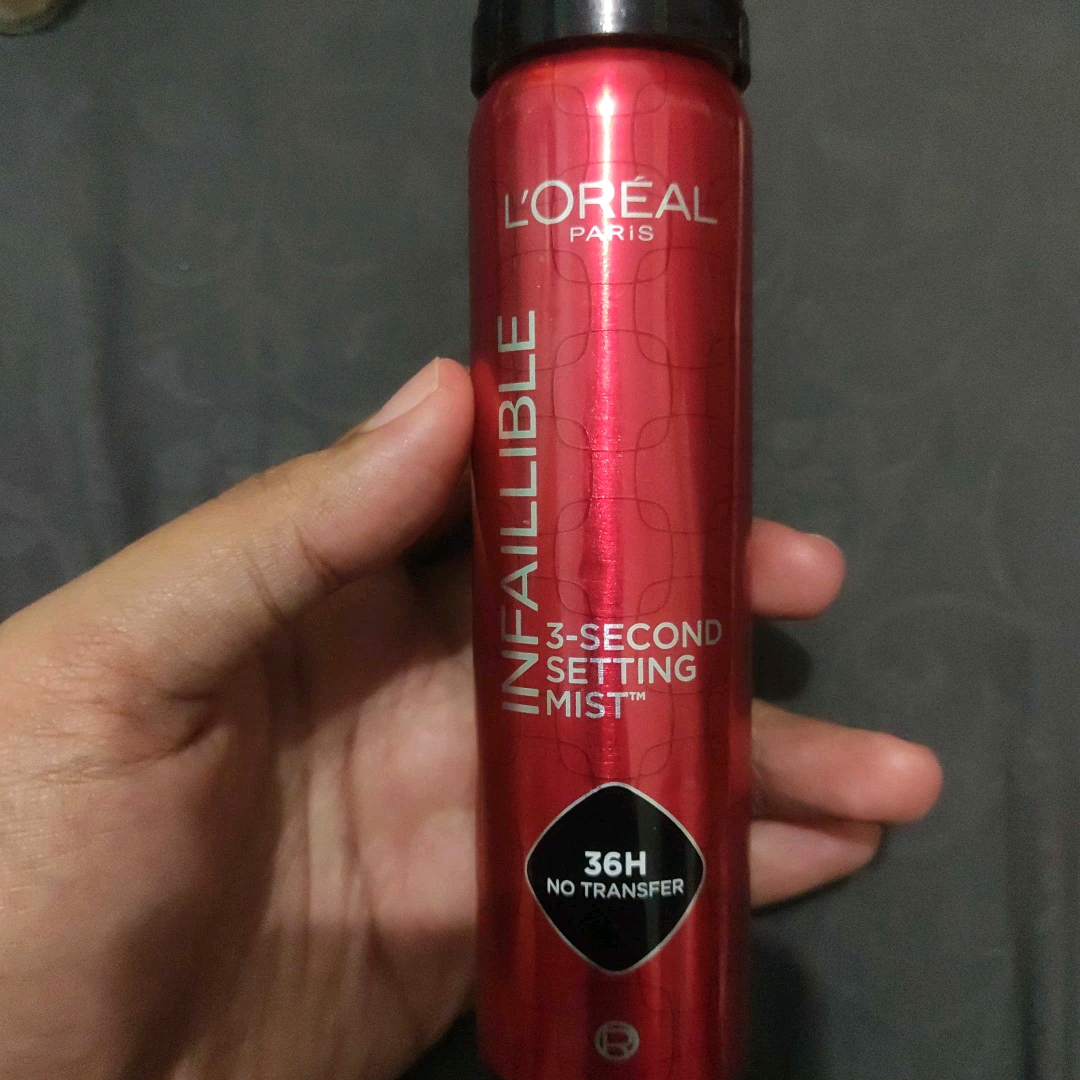 L'ORÉAL
PARIS
INFAILLIBLE
3-SECOND
SETTING
MIST™
36H
NO TRANSFER